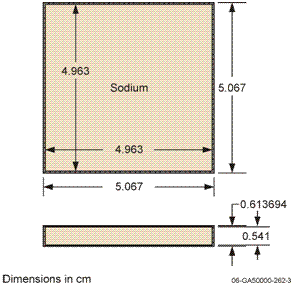 4.963
Sodium
5.067
4.963
5.067
0.613694
0.541
Dimensions in cm
06-GA50000-262-3